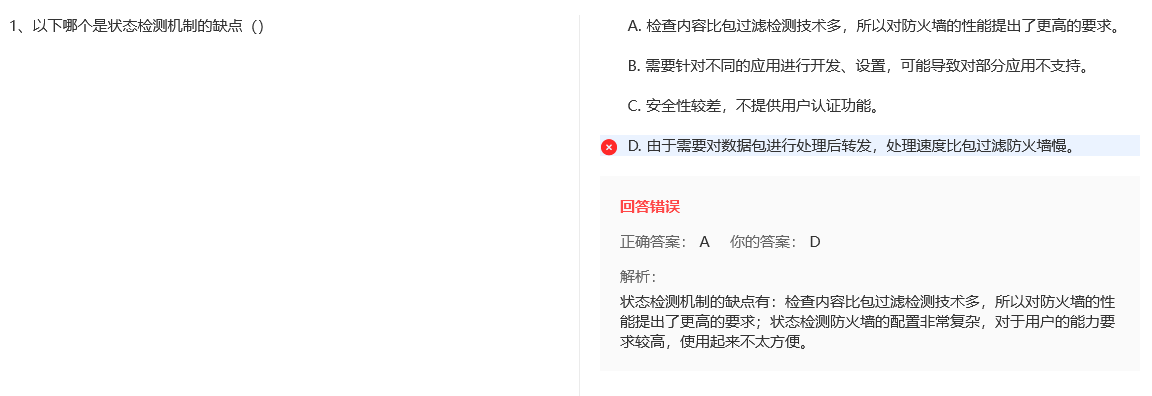 1、以下哪个是状态检测机制的缺点（）
A. 检查内容比包过滤检测技术多，所以对防火墙的性能提出了更高的要求。
B. 需要针对不同的应用进行开发、设置，可能导致对部分应用不支持。
C. 安全性较差，不提供用户认证功能。
D. 由于需要对数据包进行处理后转发，处理速度比包过滤防火墙慢。
回答错误
正确答案： A 你的答案： D
解析：
状态检测机制的缺点有：检查内容比包过滤检测技术多，所以对防火墙的性
能提出了更高的要求；状态检测防火墙的配置非常复杂，对于用户的能力要
求较高，使用起来不太方便。